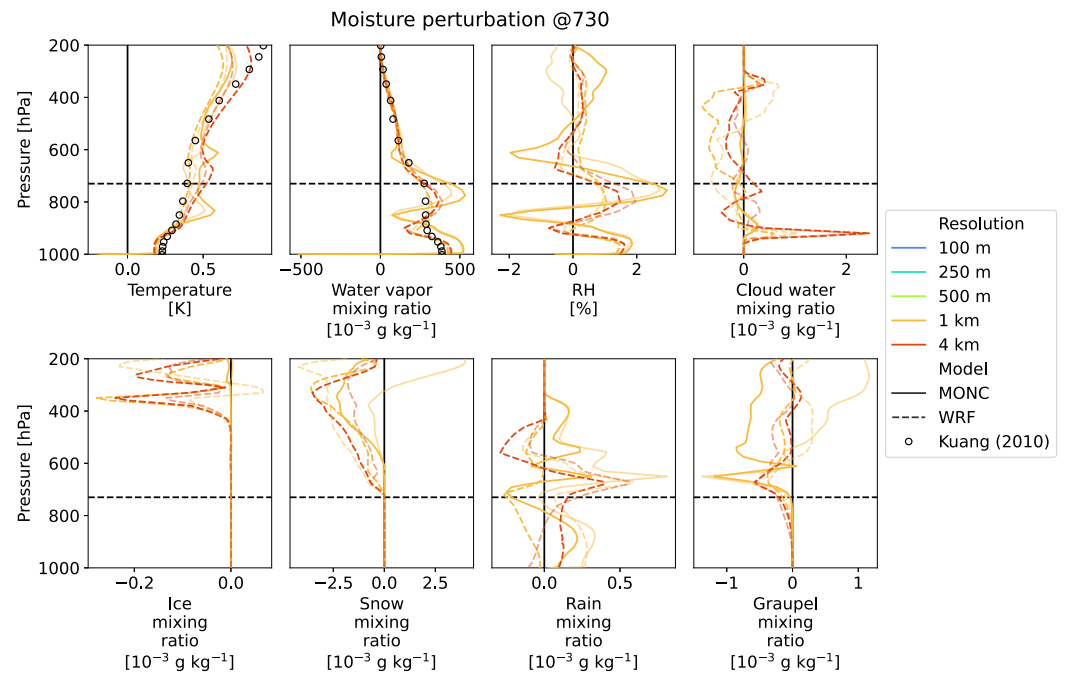 Moisture perturbation @730
200
400
600
800
1000
Pressure [hPa]
0.0 0.5
Temperature
[K]
−500 0 500
Water vapor
mixing ratio
[10⁻³ g kg⁻¹]
−2 0 2
RH
[%]
0 2
Cloud water
mixing ratio
[10⁻³ g kg⁻¹]
200
400
600
800
1000
Pressure [hPa]
−0.2 0.0
Ice
mixing
ratio
[10⁻³ g kg⁻¹]
−2.5 0.0 2.5
Snow
mixing
ratio
[10⁻³ g kg⁻¹]
0.0 0.5
Rain
mixing
ratio
[10⁻³ g kg⁻¹]
−1 0 1
Graupel
mixing
ratio
[10⁻³ g kg⁻¹]
Resolution
100 m
250 m
500 m
1 km
4 km
Model
MONC
WRF
Kuang (2010)